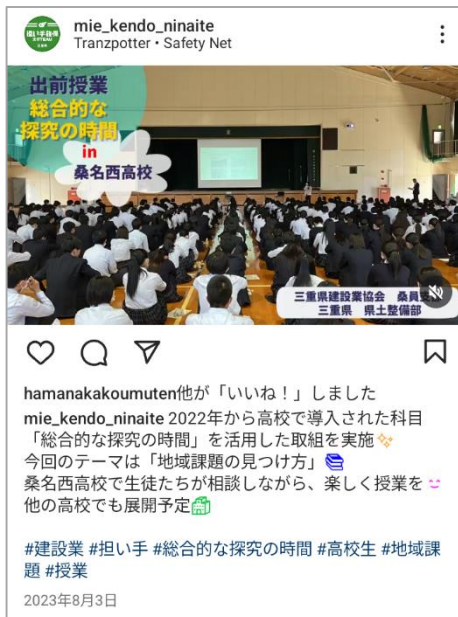 mie_kendo_ninaite
Tranzpotter • Safety Net
出前授業
総合的な
探究の時間
in
桑名西高校
三重県建設業協会 桑員支
三重県 県土整備部
hamanakakoumuten他が「いいね！」しました
mie_kendo_ninaite 2022年から高校で導入された科目
「総合的な探究の時間」を活用した取組を実施✨
今回のテーマは「地域課題の見つけ方」📚
桑名西高校で生徒たちが相談しながら、楽しく授業を
他の高校でも展開予定🏫
#建設業 #担い手 #総合的な探究の時間 #高校生 #地域課
題 #授業
2023年8月3日